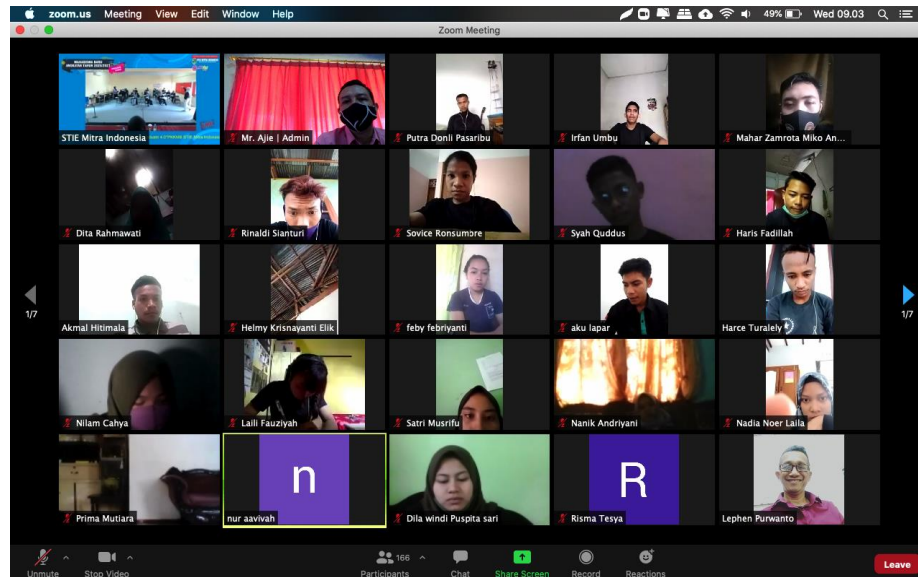 zoom.us Meeting View Edit Window Help 49% Wed 09.03
Zoom Meeting
STIE Mitra Indonesia
Mr. Ajie | Admin
Putra Donli Pasaribu
Irfan Umbu
Mahar Zamrota Miko An...
Dita Rahmawati
Rinaldi Sianturi
Sovice Ronsumbre
Syah Quddus
Haris Fadillah
1/7
Akmal Hitimala
Helmy Krisnayanti Elik
feby febriyanti
aku lapar
Harce Turalely
1/7
Nilam Cahya
Laili Fauziyah
Satri Musrifu
Nanik Andriyani
Nadia Noer Laila
Prima Mutiara
n
nur aavivah
Dila windi Puspita sari
R
Risma Tesya
Lephen Purwanto
Unmute
Stop Video
166
Participants
Chat
Share Screen
Record
Reactions
Leave